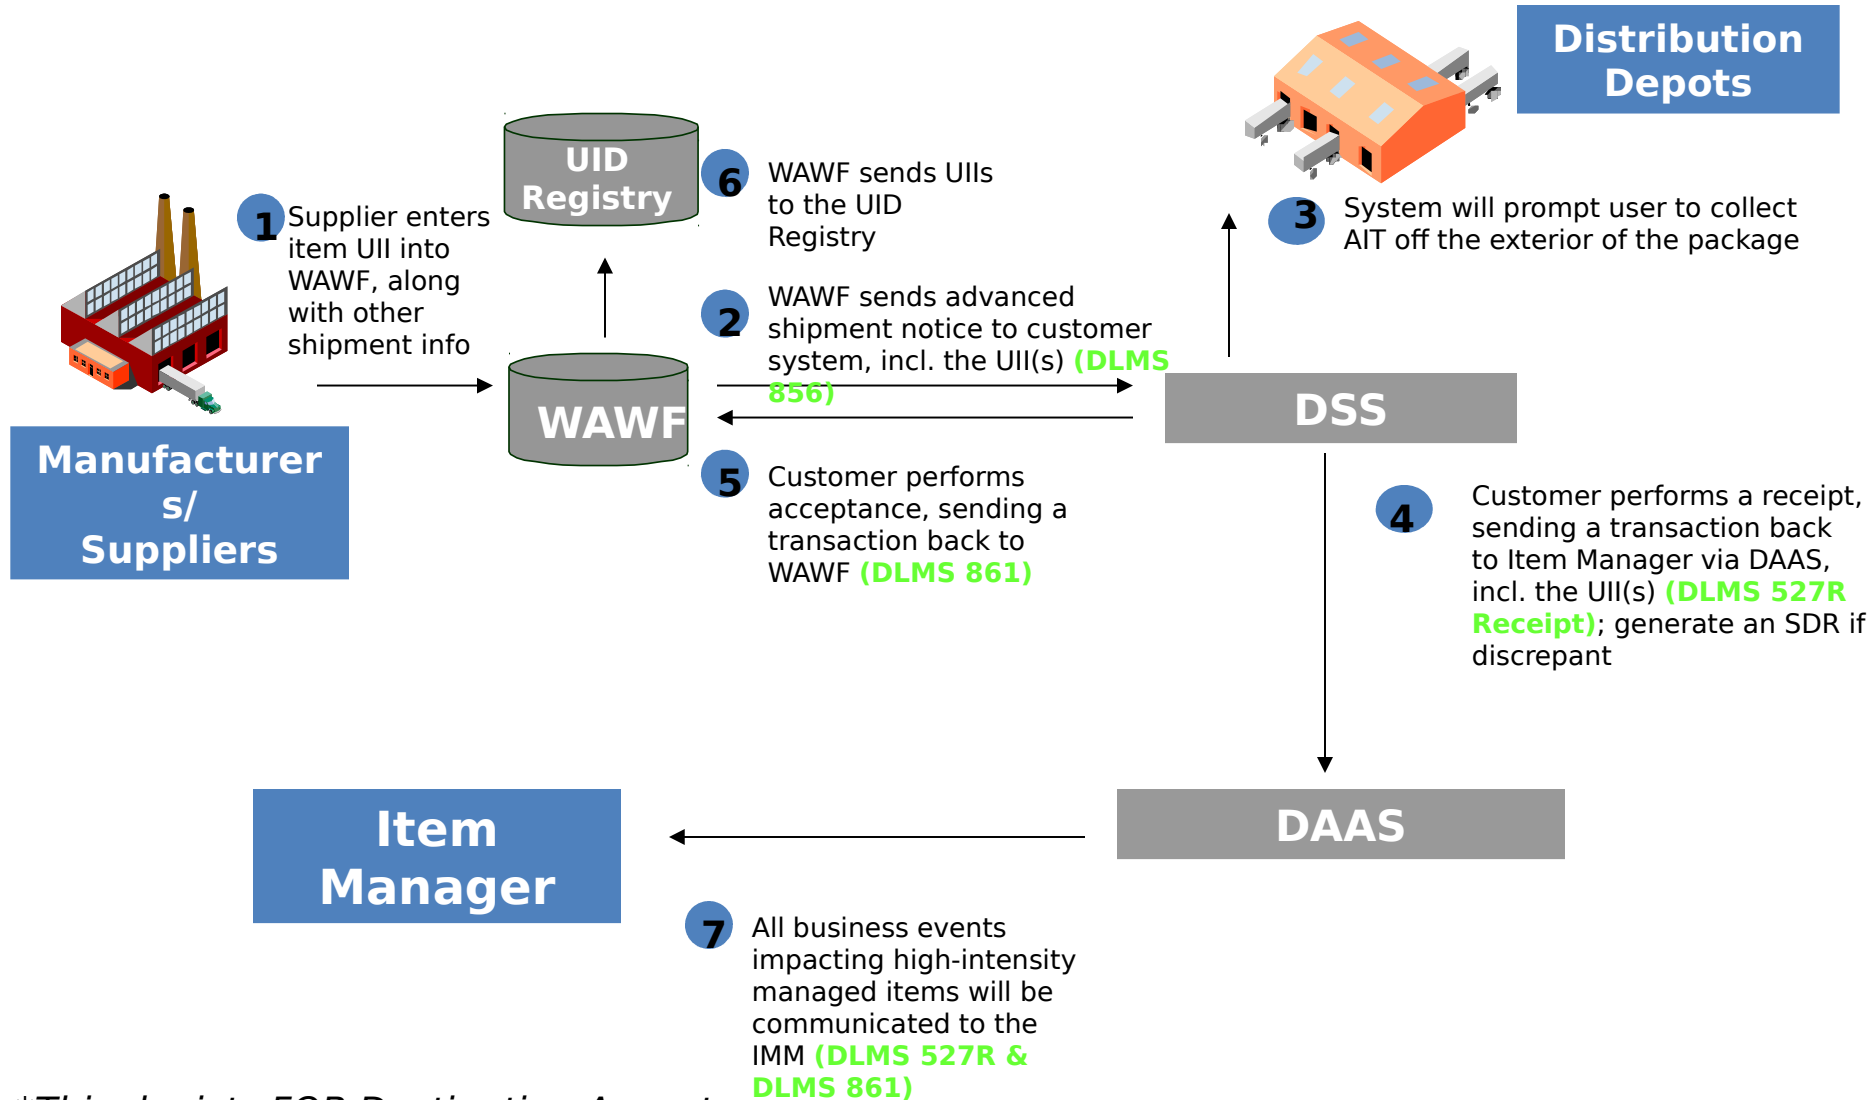 Distribution
Depots
UID
Registry
6
WAWF sends UIIs
to the UID
Registry
1
Supplier enters
item UII into
WAWF, along
with other
shipment info
3
System will prompt user to collect
AIT off the exterior of the package
2
WAWF sends advanced
shipment notice to customer
system, incl. the UII(s) (DLMS
856)
WAWF
DSS
Manufacturer
s/
Suppliers
5
Customer performs
acceptance, sending a
transaction back to
WAWF (DLMS 861)
4
Customer performs a receipt,
sending a transaction back
to Item Manager via DAAS,
incl. the UII(s) (DLMS 527R
Receipt); generate an SDR if
discrepant
Item
Manager
DAAS
7
All business events
impacting high-intensity
managed items will be
communicated to the
IMM (DLMS 527R &
DLMS 861)